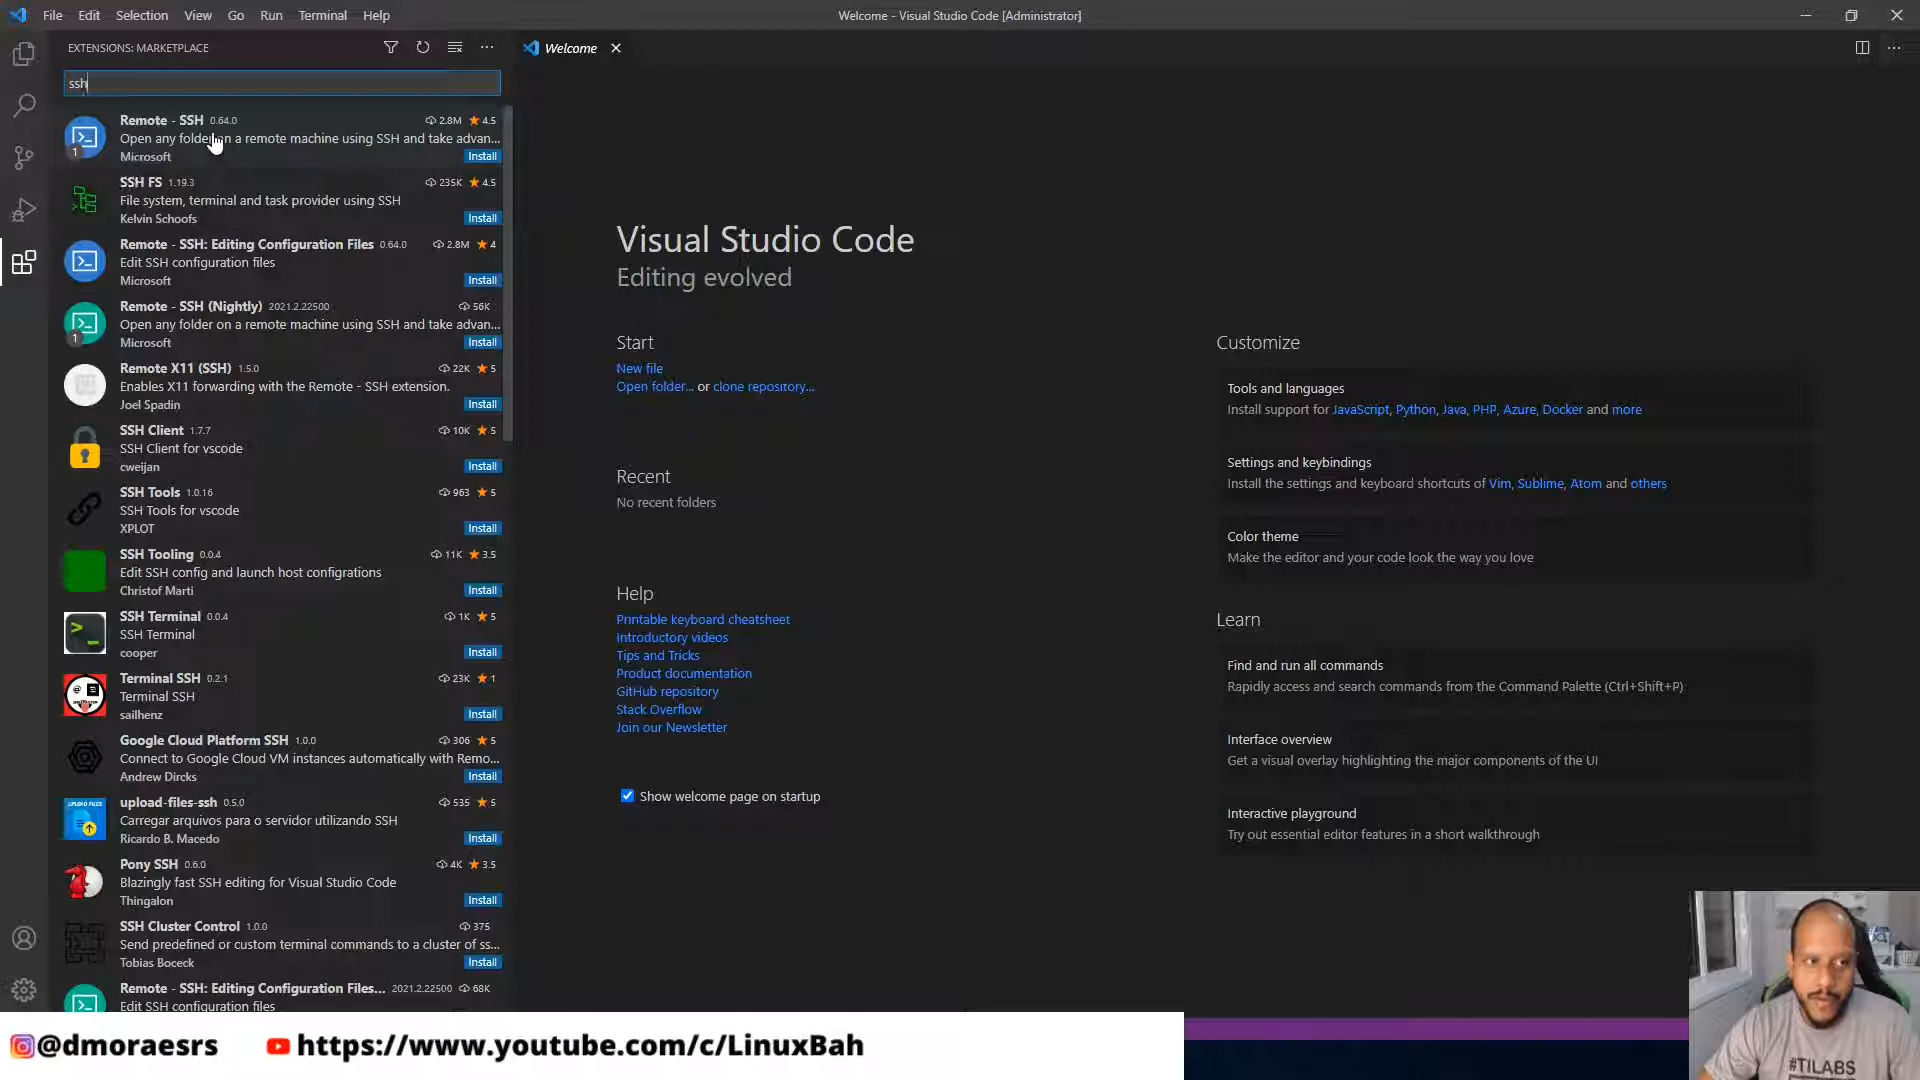 File Edit Selection View Go Run Terminal Help
Welcome - Visual Studio Code [Administrator]
EXTENSIONS: MARKETPLACE
Welcome
ssh
Remote - SSH 0.64.0 2.8M 4.5
Open any folder on a remote machine using SSH and take advan...
Microsoft Install
1
SSH FS 1.19.3 235K 4.5
File system, terminal and task provider using SSH
Kelvin Schoofs Install
Remote - SSH: Editing Configuration Files 0.64.0 2.8M 4
Edit SSH configuration files
Microsoft Install
Remote - SSH (Nightly) 2021.2.22500 56K
Open any folder on a remote machine using SSH and take advan...
Microsoft Install
1
Remote X11 (SSH) 1.5.0 22K 5
Enables X11 forwarding with the Remote - SSH extension.
Joel Spadin Install
SSH Client 1.7.7 10K 5
SSH Client for vscode
cweijan Install
SSH Tools 1.0.16 963 5
SSH Tools for vscode
XPLOT Install
SSH Tooling 0.0.4 11K 3.5
Edit SSH config and launch host configrations
Christof Marti Install
SSH Terminal 0.0.4 1K 5
SSH Terminal
cooper Install
Terminal SSH 0.2.1 23K 1
Terminal SSH
sailhenz Install
Google Cloud Platform SSH 1.0.0 306 5
Connect to Google Cloud VM instances automatically with Remo...
Andrew Dircks Install
upload-files-ssh 0.5.0 535 5
Carregar arquivos para o servidor utilizando SSH
Ricardo B. Macedo Install
UPLOAD FILES
Pony SSH 0.6.0 4K 3.5
Blazingly fast SSH editing for Visual Studio Code
Thingalon Install
SSH Cluster Control 1.0.0 375
Send predefined or custom terminal commands to a cluster of ss...
Tobias Boceck Install
Remote - SSH: Editing Configuration Files... 2021.2.22500 68K
Edit SSH configuration files
Visual Studio Code
Editing evolved
Start
New file
Open folder... or clone repository...
Recent
No recent folders
Help
Printable keyboard cheatsheet
Introductory videos
Tips and Tricks
Product documentation
GitHub repository
Stack Overflow
Join our Newsletter
Show welcome page on startup
Customize
Tools and languages
Install support for JavaScript, Python, Java, PHP, Azure, Docker and more
Settings and keybindings
Install the settings and keyboard shortcuts of Vim, Sublime, Atom and others
Color theme
Make the editor and your code look the way you love
Learn
Find and run all commands
Rapidly access and search commands from the Command Palette (Ctrl+Shift+P)
Interface overview
Get a visual overlay highlighting the major components of the UI
Interactive playground
Try out essential editor features in a short walkthrough
@dmoraesrs https://www.youtube.com/c/LinuxBah
#TILABS